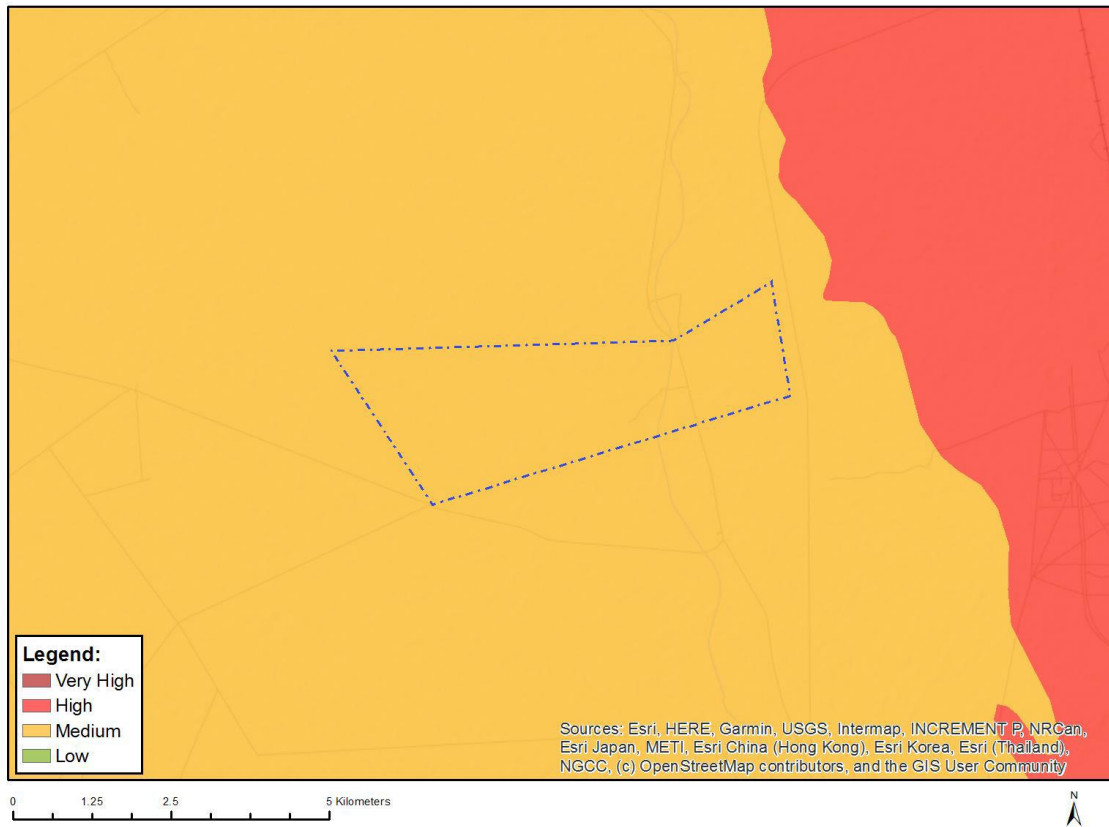 Legend:
Very High
High
Medium
Low
Sources: Esri, HERE, Garmin, USGS, Intermap, INCREMENT P, NRCan,
Esri Japan, METI, Esri China (Hong Kong), Esri Korea, Esri (Thailand),
NGCC, (c) OpenStreetMap contributors, and the GIS User Community
0 1.25 2.5 5 Kilometers
N